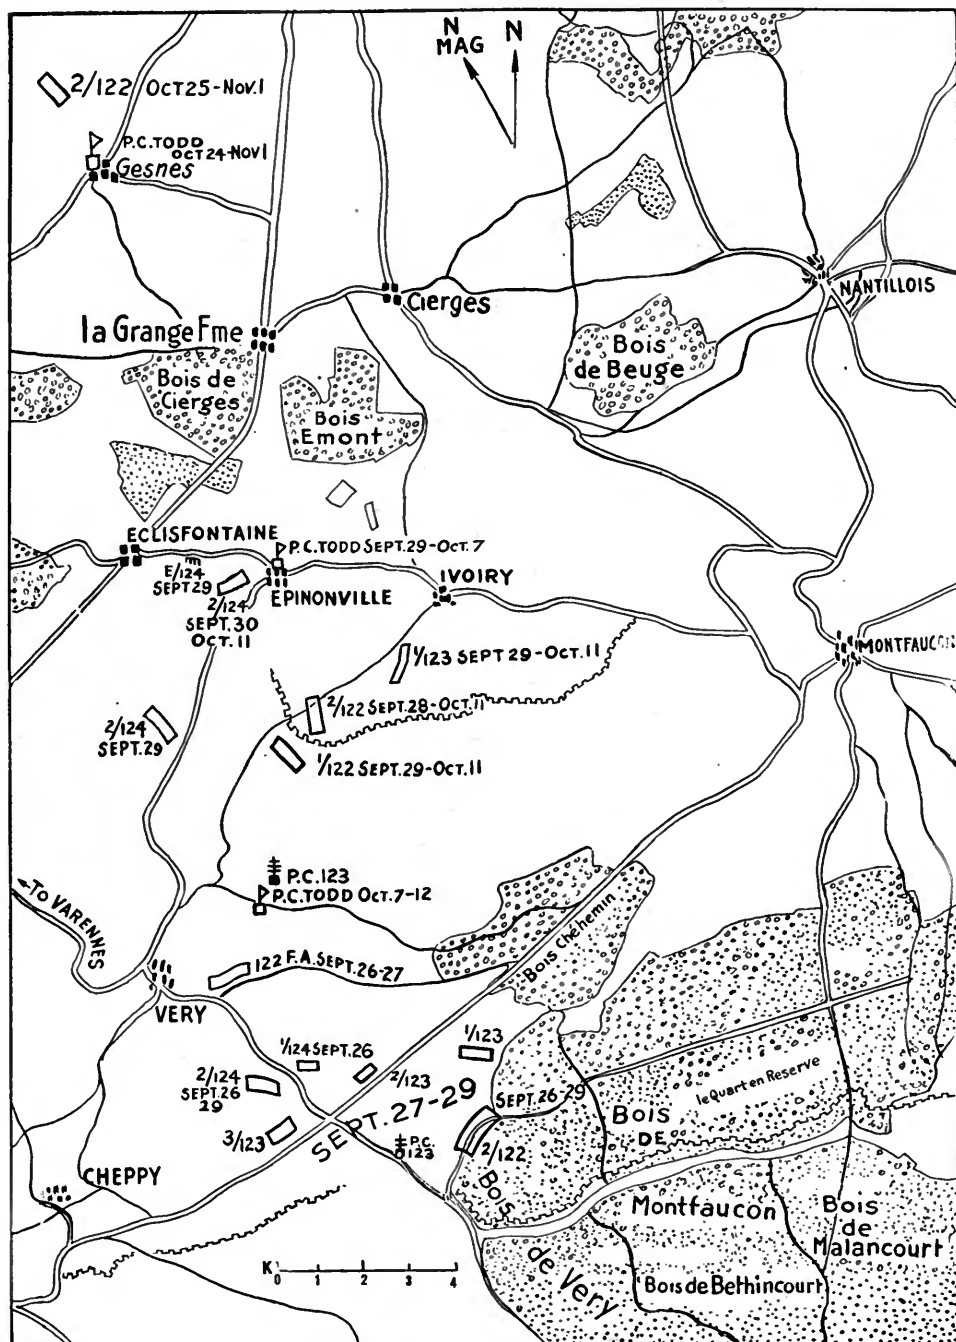 N
MAG
N
2/122 OCT 25-NOV.1
P.C. TODD
OCT 24-NOV 1
Gesnes
Cierges
NANTILLOIS
la Grange Fme
Bois de
Cierges
Bois
Emont
Bois
de Beuge
ECLISFONTAINE
P.C. TODD SEPT. 29-OCT. 7
E/124
SEPT 29
2/124
SEPT. 30
OCT. 11
EPINONVILLE
IVOIRY
MONTFAUCON
1/123 SEPT 29-OCT. 11
2/122 SEPT. 28-OCT. 11
2/124
SEPT. 29
1/122 SEPT. 29-OCT. 11
P.C. 123
P.C. TODD OCT. 7-12
TO VARENNES
Bois Chehemin
122 F.A. SEPT. 26-27
VERY
1/124 SEPT. 26
1/123
2/124
SEPT. 26
29
2/123
SEPT. 27-29
SEPT. 26-29
le quart en Reserve
Bois
DE
3/123
P.C.
123
2/122
CHEPPY
Bois
de Very
Montfaucon
Bois
de
Malancourt
Bois de Bethincourt
K
0 1 2 3 4